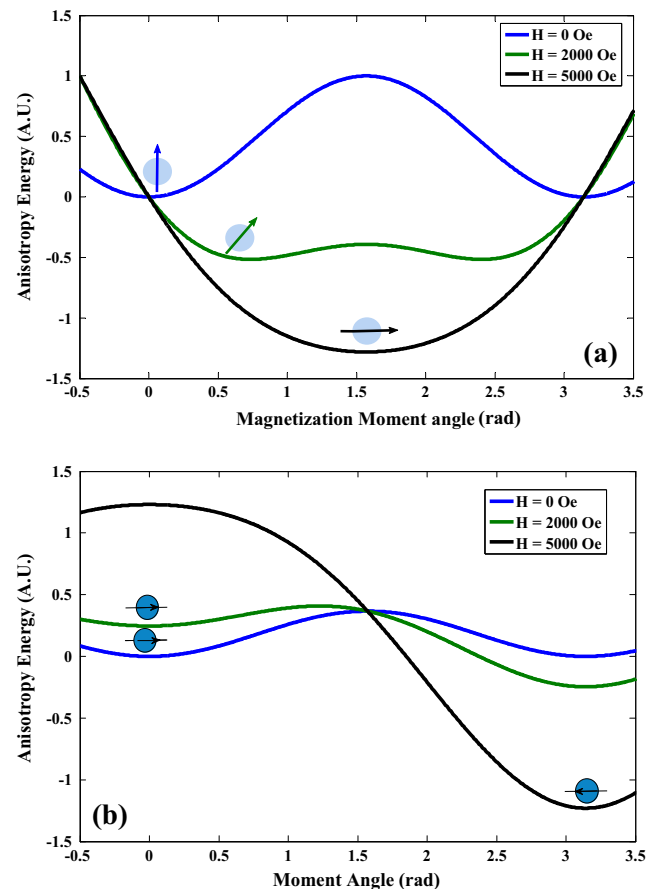 1.5
H = 0 Oe
H = 2000 Oe
H = 5000 Oe
1
0.5
0
-0.5
-1
-1.5
Anisotropy Energy (A.U.)
(a)
-0.5 0 0.5 1 1.5 2 2.5 3 3.5
Magnetization Moment angle (rad)
1.5
H = 0 Oe
H = 2000 Oe
H = 5000 Oe
1
0.5
0
-0.5
-1
-1.5
Anisotropy Energy (A.U.)
(b)
-0.5 0 0.5 1 1.5 2 2.5 3 3.5
Moment Angle (rad)